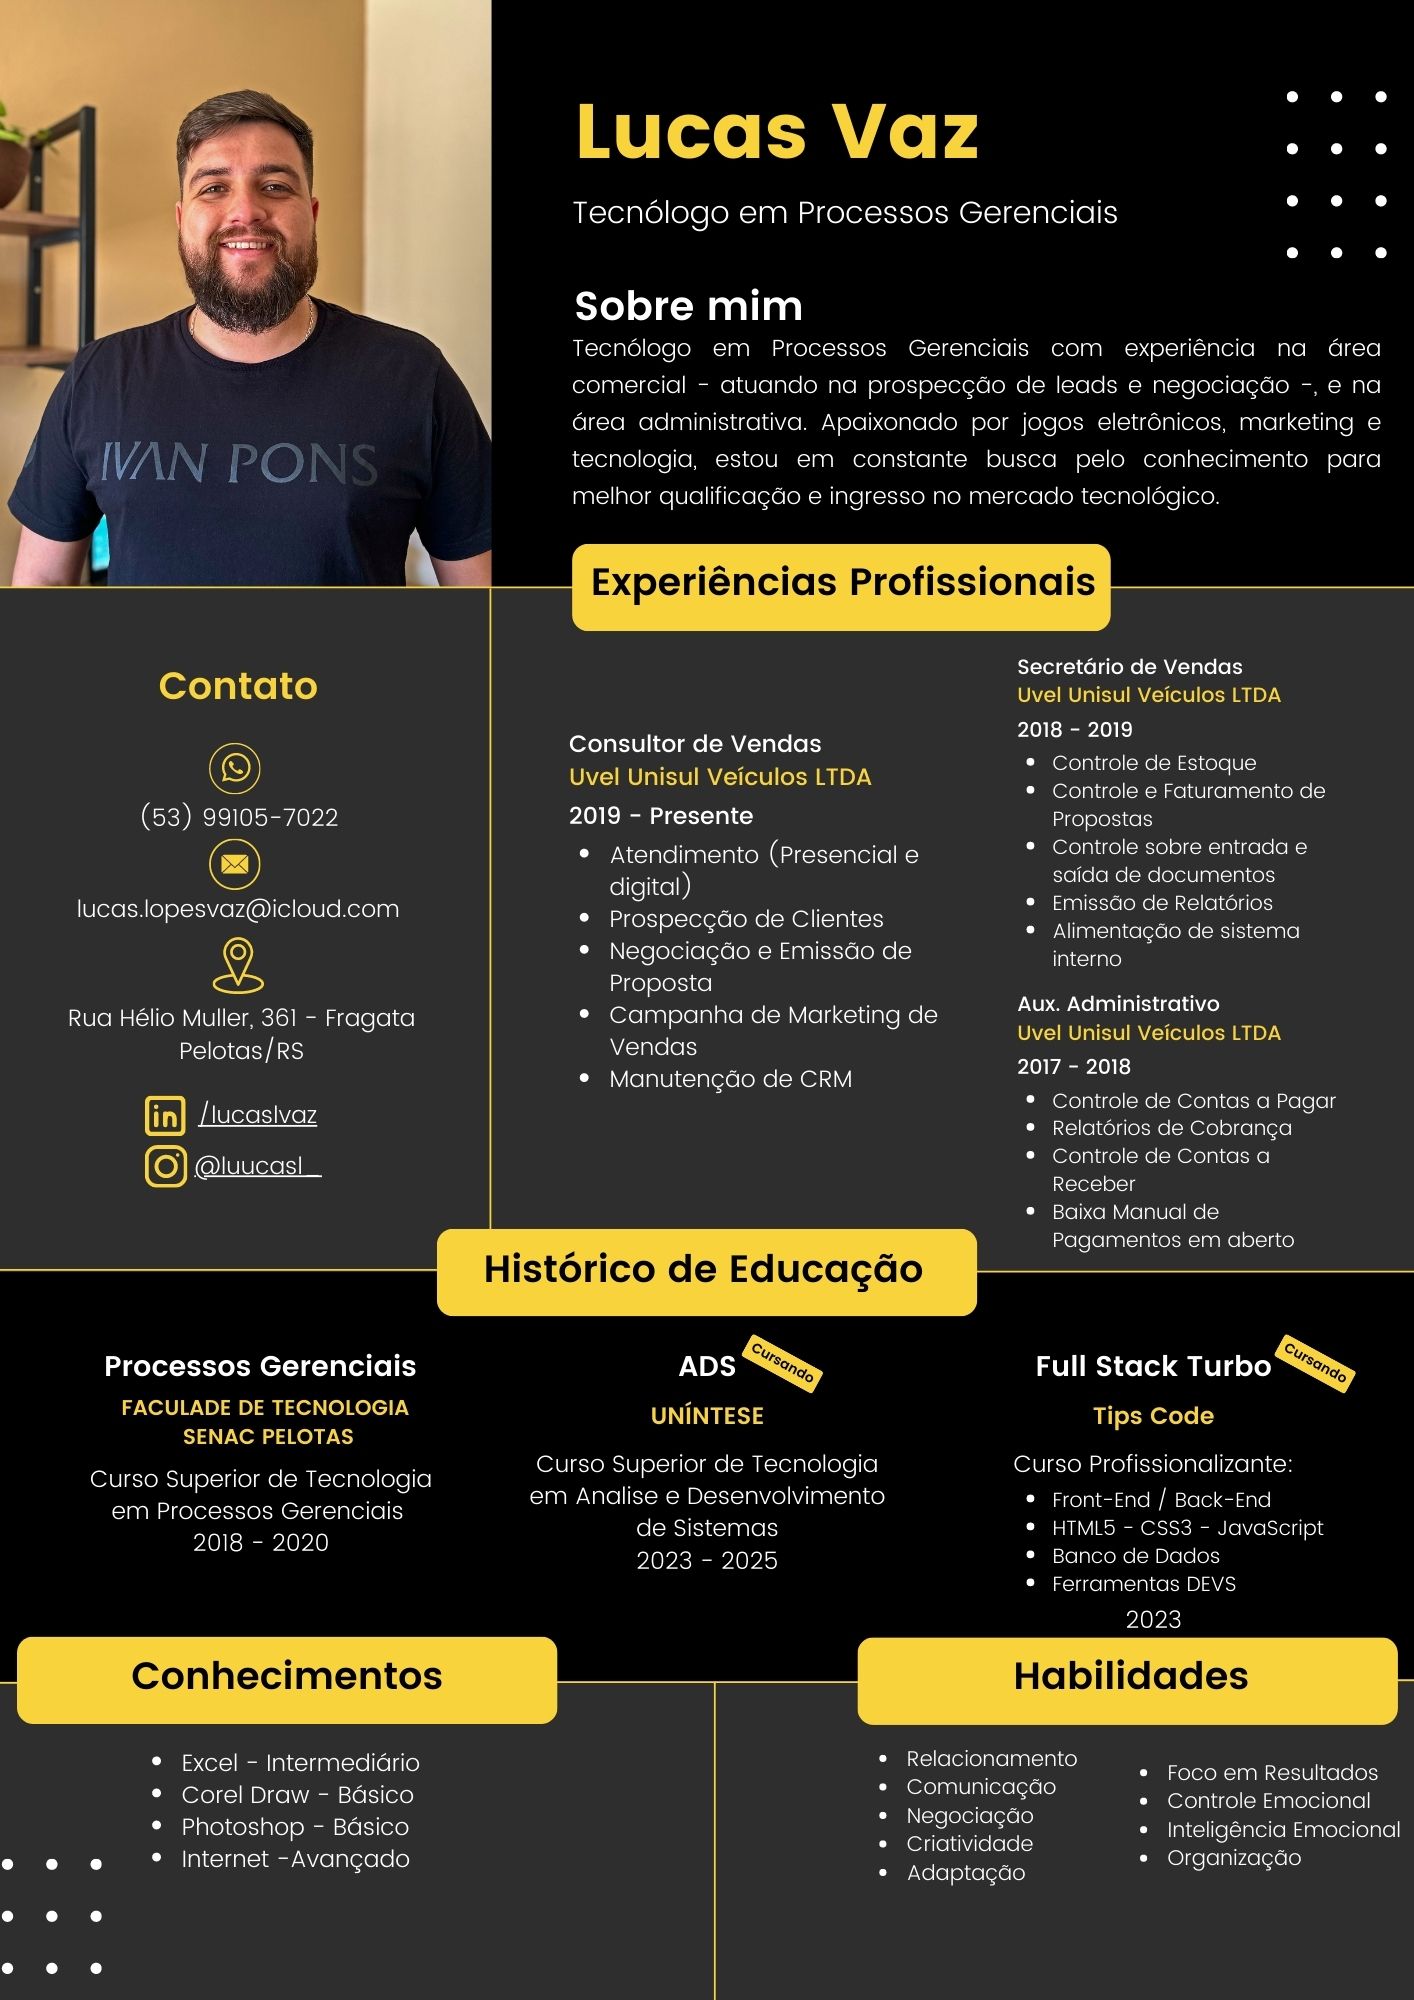 Lucas Vaz
Tecnólogo em Processos Gerenciais
Sobre mim
Tecnólogo em Processos Gerenciais com experiência na área
comercial - atuando na prospecção de leads e negociação -, e na
área administrativa. Apaixonado por jogos eletrônicos, marketing e
tecnologia, estou em constante busca pelo conhecimento para
melhor qualificação e ingresso no mercado tecnológico.
IVAN PONS
Experiências Profissionais
Contato
(53) 99105-7022
lucas.lopesvaz@icloud.com
Rua Hélio Muller, 361 - Fragata
Pelotas/RS
in /lucaslvaz
@luucasl_
Consultor de Vendas
Uvel Unisul Veículos LTDA
2019 - Presente
• Atendimento (Presencial e
digital)
• Prospecção de Clientes
• Negociação e Emissão de
Proposta
• Campanha de Marketing de
Vendas
• Manutenção de CRM
Secretário de Vendas
Uvel Unisul Veículos LTDA
2018 - 2019
• Controle de Estoque
• Controle e Faturamento de
Propostas
• Controle sobre entrada e
saída de documentos
• Emissão de Relatórios
• Alimentação de sistema
interno
Aux. Administrativo
Uvel Unisul Veículos LTDA
2017 - 2018
• Controle de Contas a Pagar
• Relatórios de Cobrança
• Controle de Contas a
Receber
• Baixa Manual de
Pagamentos em aberto
Histórico de Educação
Processos Gerenciais
FACULADE DE TECNOLOGIA
SENAC PELOTAS
Curso Superior de Tecnologia
em Processos Gerenciais
2018 - 2020
ADS
Cursando
UNÍNTESE
Curso Superior de Tecnologia
em Analise e Desenvolvimento
de Sistemas
2023 - 2025
Full Stack Turbo
Cursando
Tips Code
Curso Profissionalizante:
• Front-End / Back-End
• HTML5 - CSS3 - JavaScript
• Banco de Dados
• Ferramentas DEVS
2023
Conhecimentos
• Excel - Intermediário
• Corel Draw - Básico
• Photoshop - Básico
• Internet -Avançado
Habilidades
• Relacionamento
• Comunicação
• Negociação
• Criatividade
• Adaptação
• Foco em Resultados
• Controle Emocional
• Inteligência Emocional
• Organização